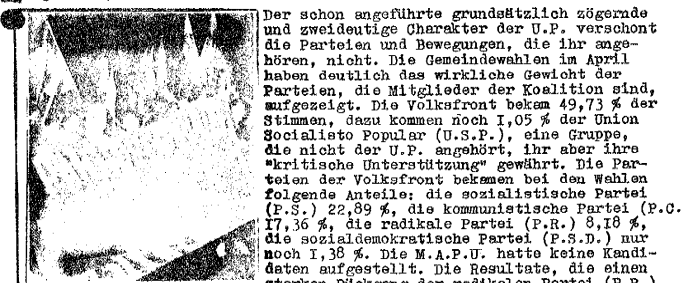 Der schon angeführte grundsätzlich zögernde
und zweideutige Charakter der U.P. verschont
die Parteien und Bewegungen, die ihr ange-
hören, nicht. Die Gemeindewahlen im April
haben deutlich das wirkliche Gewicht der
Parteien, die Mitglieder der Koalition sind,
aufgezeigt. Die Volksfront bekam 49,73 % der
Stimmen, dazu kommen noch I,05 % der Union
Socialisto Popular (U.S.P.), eine Gruppe,
die nicht der U.P. angehört, ihr aber ihre
"kritische Unterstützung" gewährt. Die Par-
teien der Volksfront bekamen bei den Wahlen
folgende Anteile: die sozialistische Partei
(P.S.) 22,89 %, die kommunistische Partei (P.C.
I7,36 %, die radikale Partei (P.R.) 8,I8 %,
die sozialdemokratische Partei (P.S.D.) nur
noch I,38 %. Die M.A.P.U. hatte keine Kandi-
daten aufgestellt. Die Resultate, die einen
der radikalen Partei (P.R.)